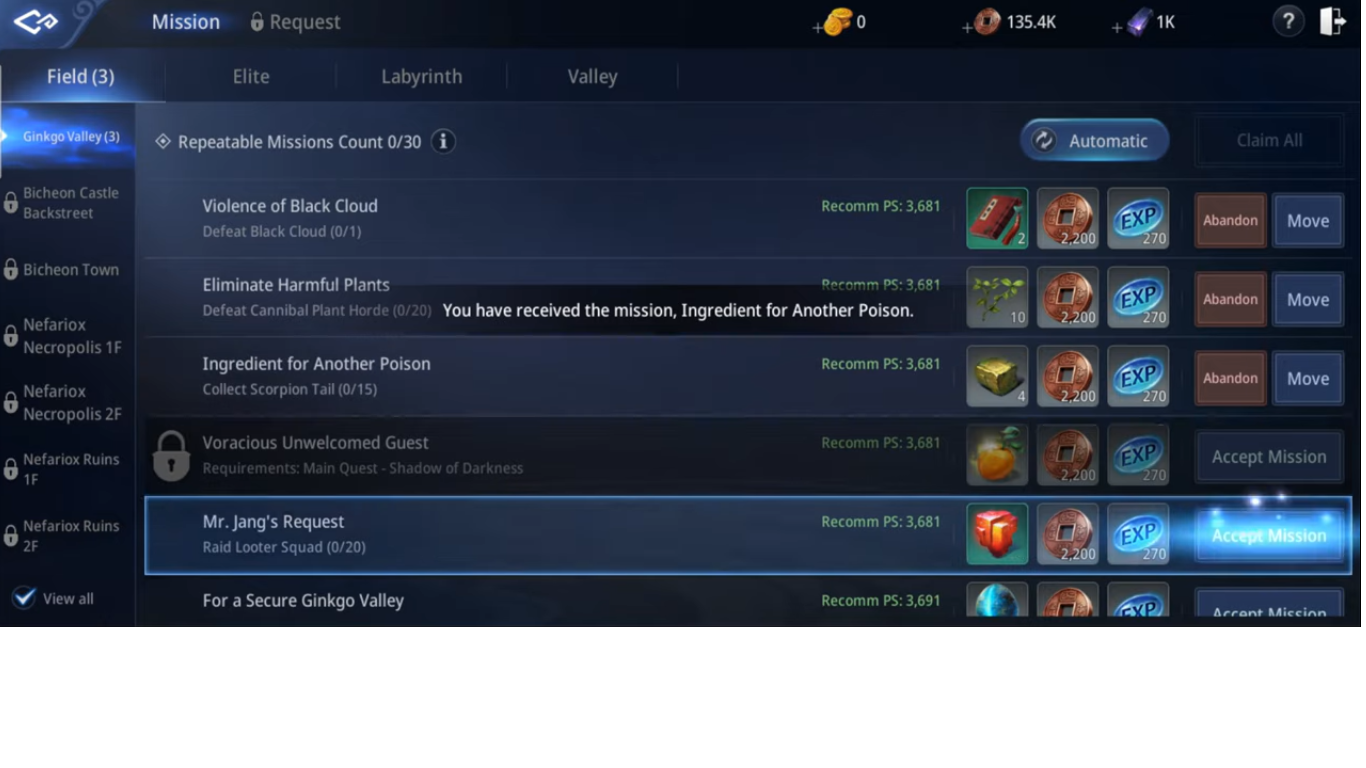 Mission
Request
0
135.4K
1K
?
Field (3)
Elite
Labyrinth
Valley
Ginkgo Valley (3)
Bicheon Castle
Backstreet
Bicheon Town
Nefariox
Necropolis 1F
Nefariox
Necropolis 2F
Nefariox Ruins
1F
Nefariox Ruins
2F
View all
Repeatable Missions Count 0/30
i
Automatic
Claim All
Violence of Black Cloud
Defeat Black Cloud (0/1)
Recomm PS: 3,681
2
2,200
EXP
270
Abandon
Move
Eliminate Harmful Plants
Defeat Cannibal Plant Horde (0/20)
Recomm PS: 3,681
You have received the mission, Ingredient for Another Poison.
10
2,200
EXP
270
Abandon
Move
Ingredient for Another Poison
Collect Scorpion Tail (0/15)
Recomm PS: 3,681
4
2,200
EXP
270
Abandon
Move
Voracious Unwelcomed Guest
Requirements: Main Quest - Shadow of Darkness
Recomm PS: 3,681
2,200
EXP
270
Accept Mission
Mr. Jang's Request
Raid Looter Squad (0/20)
Recomm PS: 3,681
2,200
EXP
270
Accept Mission
For a Secure Ginkgo Valley
Recomm PS: 3,691
EXP
Accept Mission